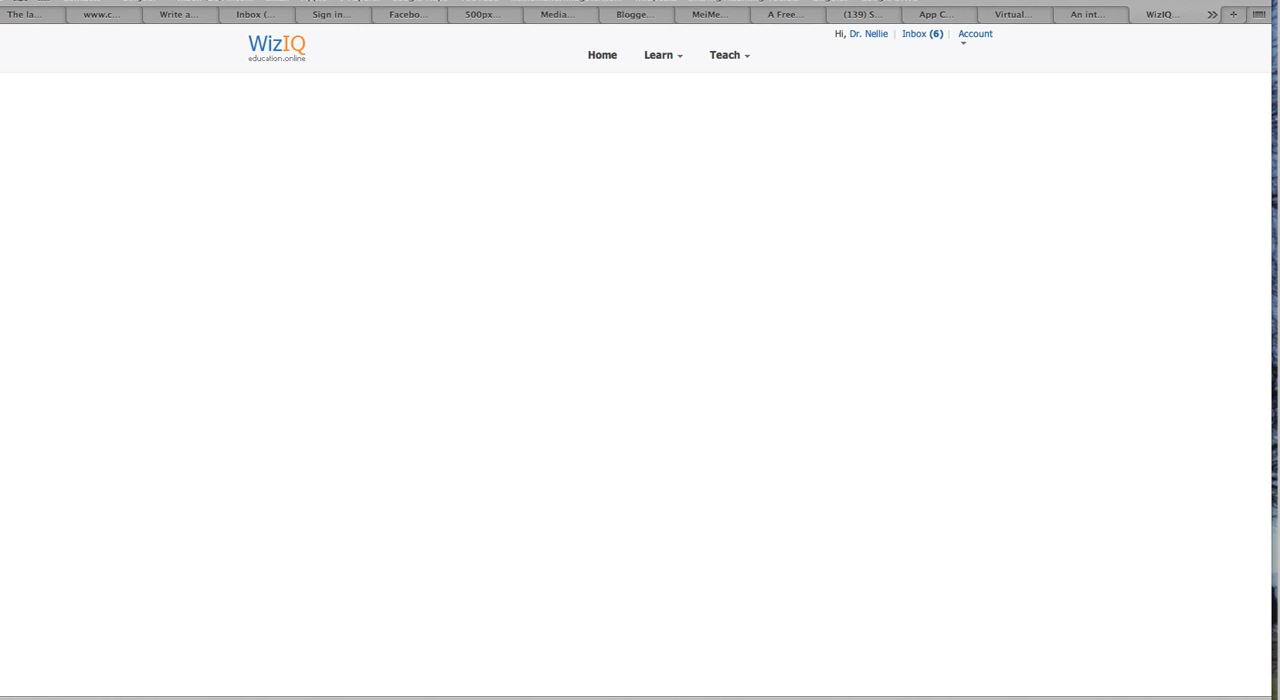 The la...
www.c...
Write a...
Inbox (...
Sign in...
Facebo...
500px...
Media...
Blogge...
MeiMe...
A Free...
(139) S...
App C...
Virtual...
An int...
WizIQ...
Hi, Dr. Nellie | Inbox (6) | Account
WizIQ
education.online
Home Learn Teach